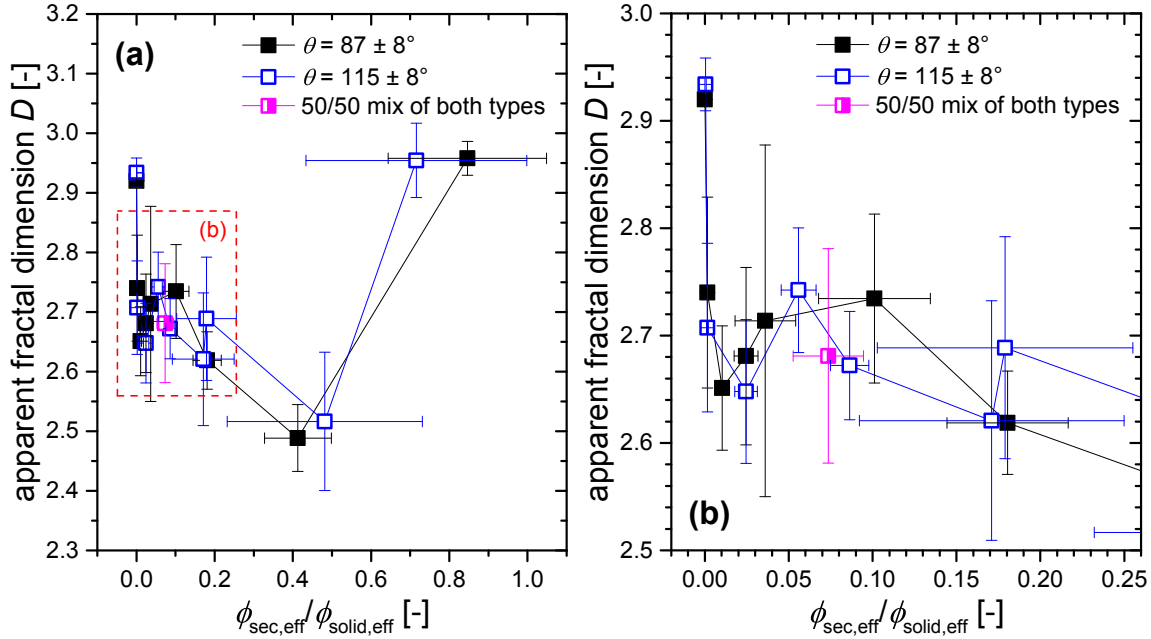 (a)
θ = 87 ± 8°
θ = 115 ± 8°
50/50 mix of both types
(b)
apparent fractal dimension D [-]
3.2
3.1
3.0
2.9
2.8
2.7
2.6
2.5
2.4
2.3
0.0 0.2 0.4 0.6 0.8 1.0
ϕsec,eff/ϕsolid,eff [-]
θ = 87 ± 8°
θ = 115 ± 8°
50/50 mix of both types
(b)
apparent fractal dimension D [-]
3.0
2.9
2.8
2.7
2.6
2.5
0.00 0.05 0.10 0.15 0.20 0.25
ϕsec,eff/ϕsolid,eff [-]